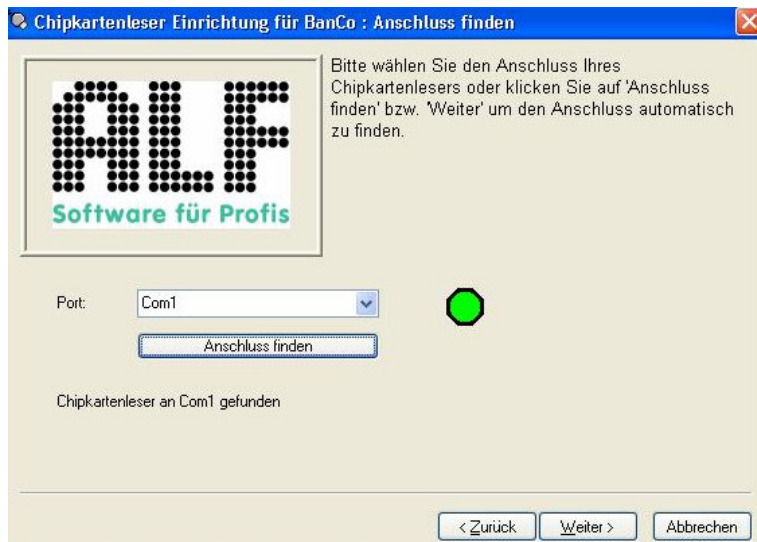 Chipkartenleser Einrichtung für BanCo : Anschluss finden
ALF
Software für Profis
Bitte wählen Sie den Anschluss Ihres
Chipkartenlesers oder klicken Sie auf 'Anschluss
finden' bzw. 'Weiter' um den Anschluss automatisch
zu finden.
Port: Com1
Anschluss finden
Chipkartenleser an Com1 gefunden
< Zurück Weiter > Abbrechen